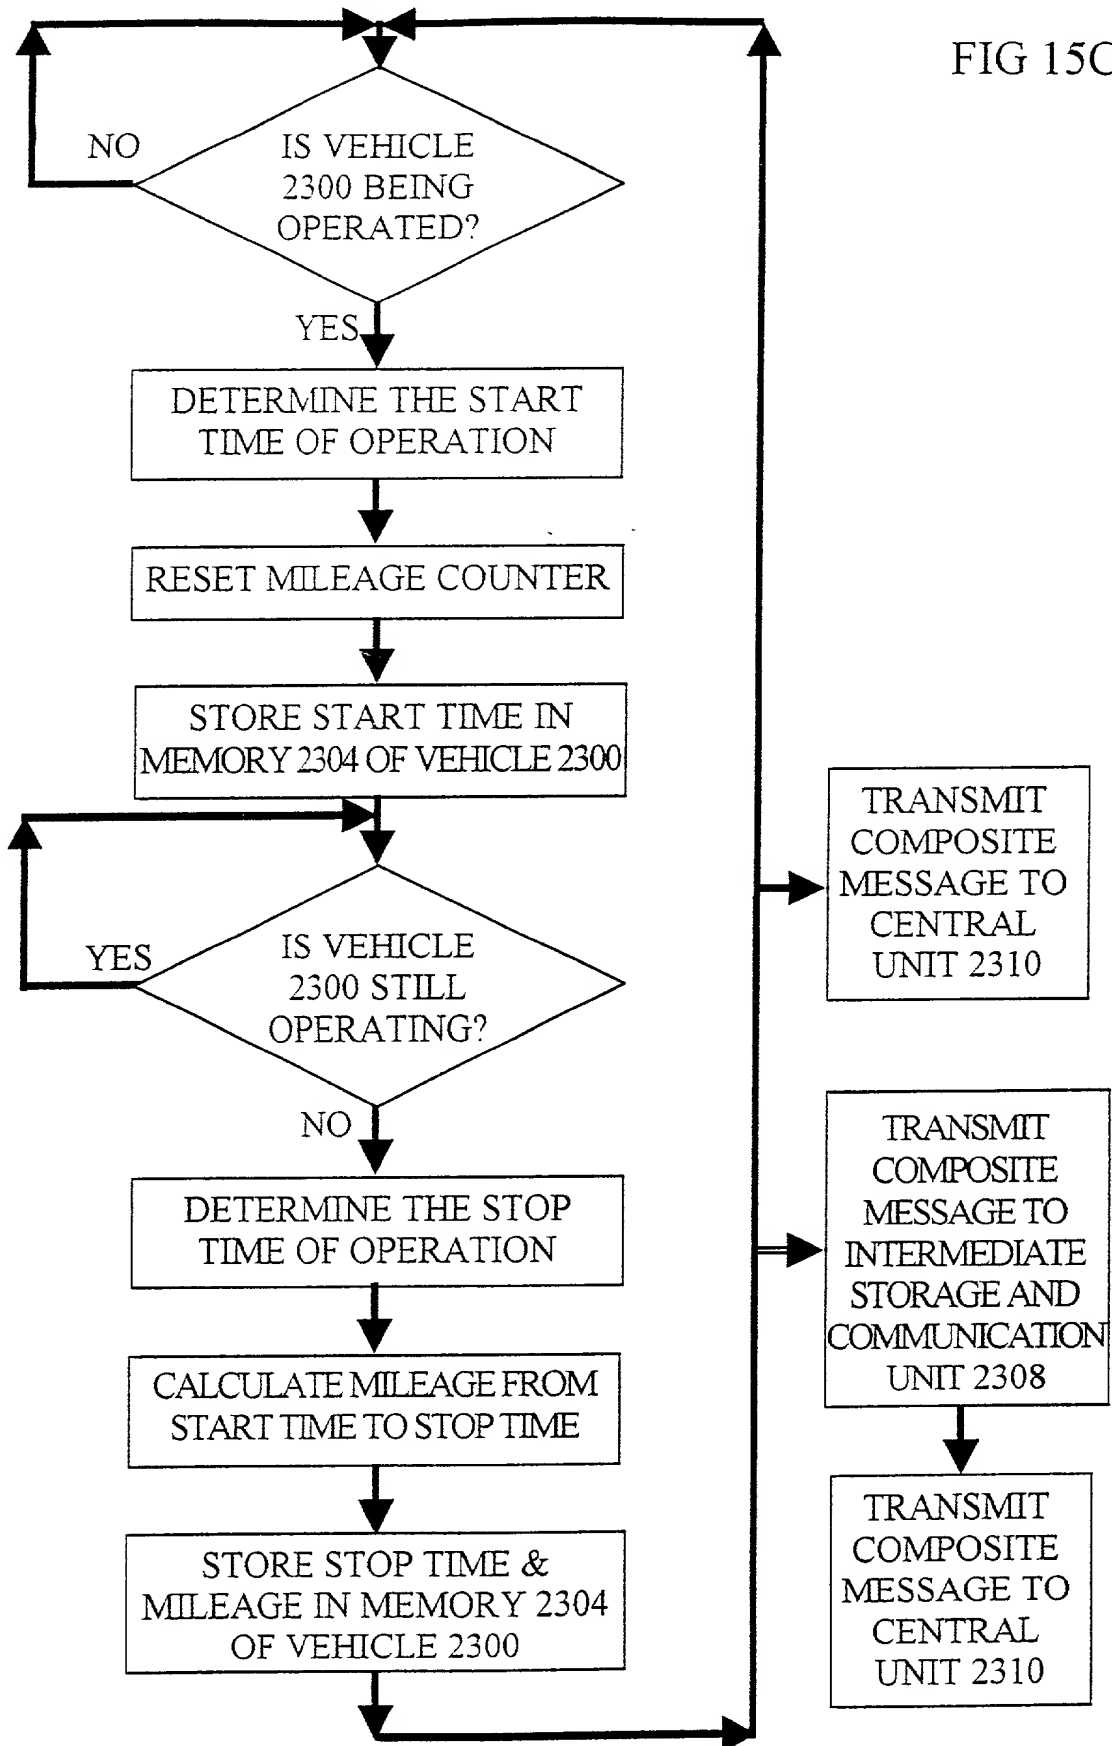 FIG 15C
NO
IS VEHICLE
2300 BEING
OPERATED?
YES
DETERMINE THE START
TIME OF OPERATION
RESET MILEAGE COUNTER
STORE START TIME IN
MEMORY 2304 OF VEHICLE 2300
YES
IS VEHICLE
2300 STILL
OPERATING?
NO
DETERMINE THE STOP
TIME OF OPERATION
CALCULATE MILEAGE FROM
START TIME TO STOP TIME
STORE STOP TIME &
MILEAGE IN MEMORY 2304
OF VEHICLE 2300
TRANSMIT
COMPOSITE
MESSAGE TO
CENTRAL
UNIT 2310
TRANSMIT
COMPOSITE
MESSAGE TO
INTERMEDIATE
STORAGE AND
COMMUNICATION
UNIT 2308
TRANSMIT
COMPOSITE
MESSAGE TO
CENTRAL
UNIT 2310